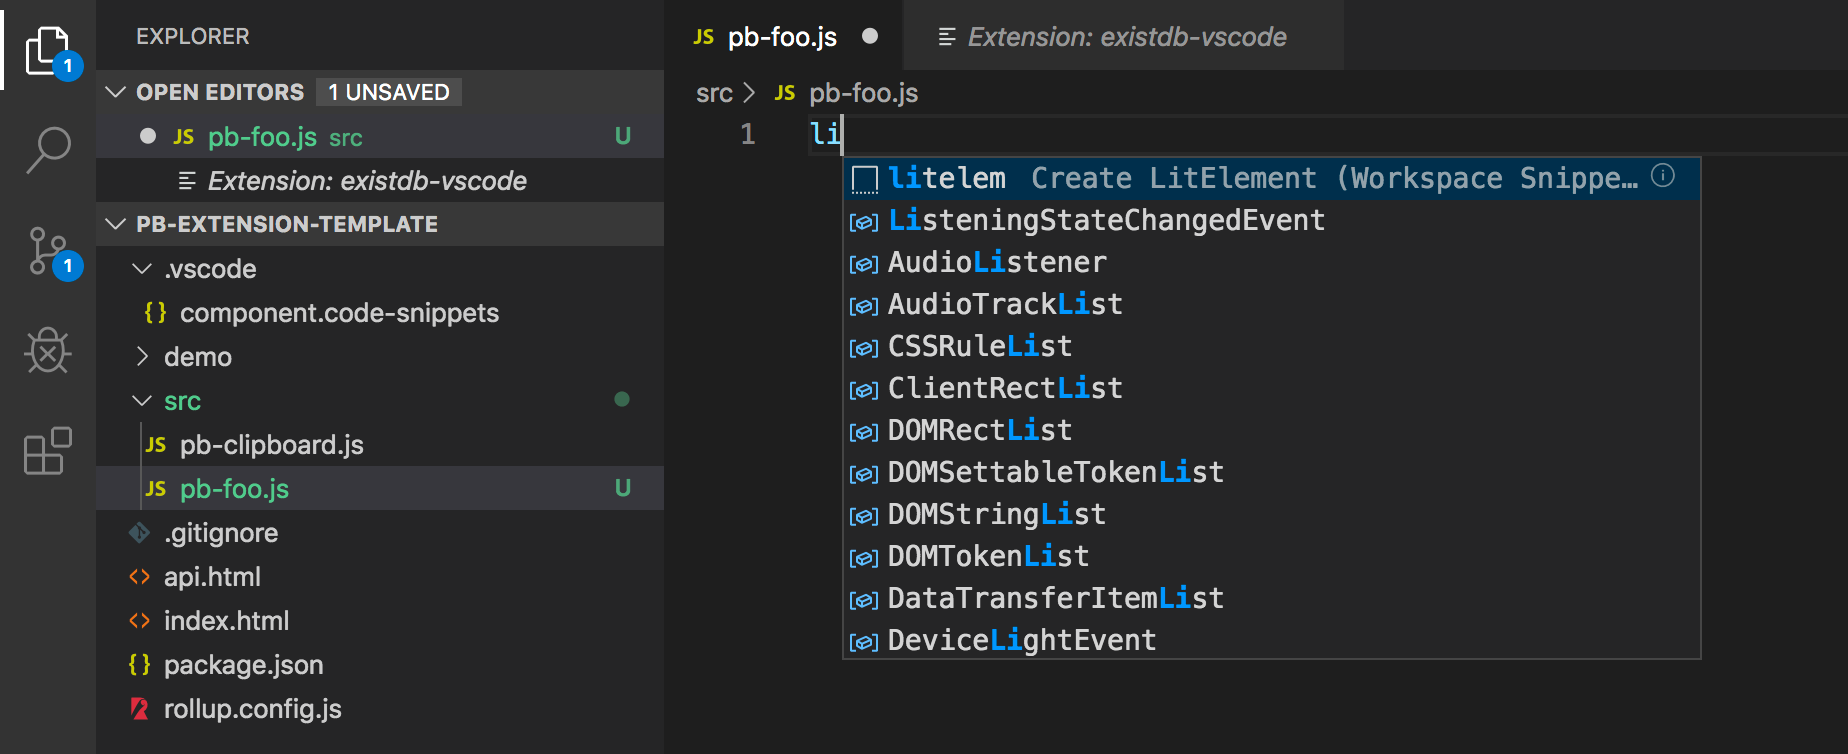 EXPLORER
OPEN EDITORS 1 UNSAVED
JS pb-foo.js src U
Extension: existdb-vscode
PB-EXTENSION-TEMPLATE
.vscode
{} component.code-snippets
demo
src
JS pb-clipboard.js
JS pb-foo.js U
.gitignore
<> api.html
<> index.html
{} package.json
rollup.config.js
1
1
JS pb-foo.js
Extension: existdb-vscode
src > JS pb-foo.js
1 li
litelem Create LitElement (Workspace Snippe…
ListeningStateChangedEvent
AudioListener
AudioTrackList
CSSRuleList
ClientRectList
DOMRectList
DOMSettableTokenList
DOMStringList
DOMTokenList
DataTransferItemList
DeviceLightEvent